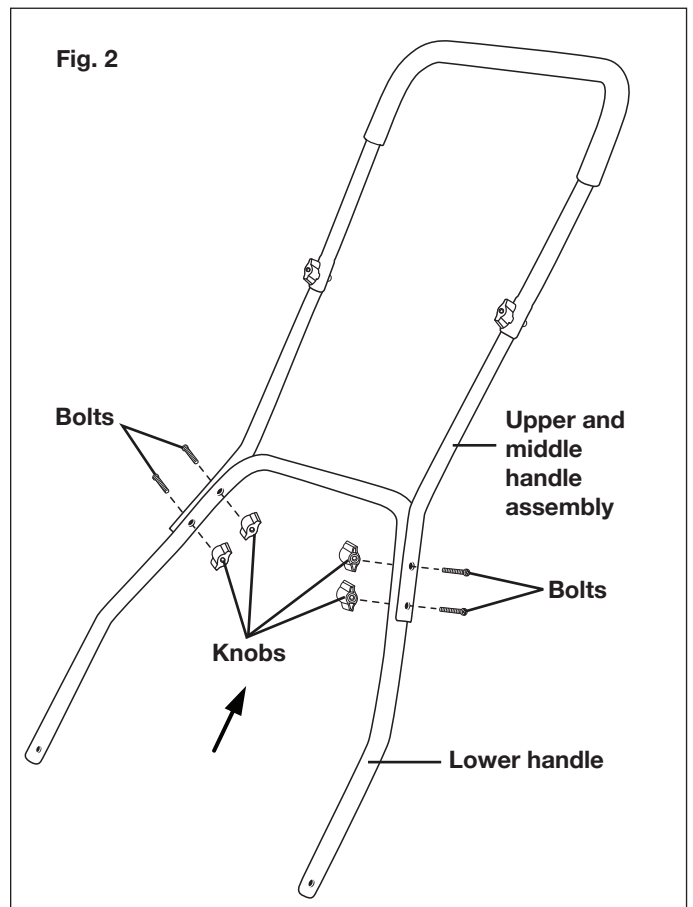 Fig. 2
Bolts
Upper and
middle
handle
assembly
Bolts
Knobs
Lower handle